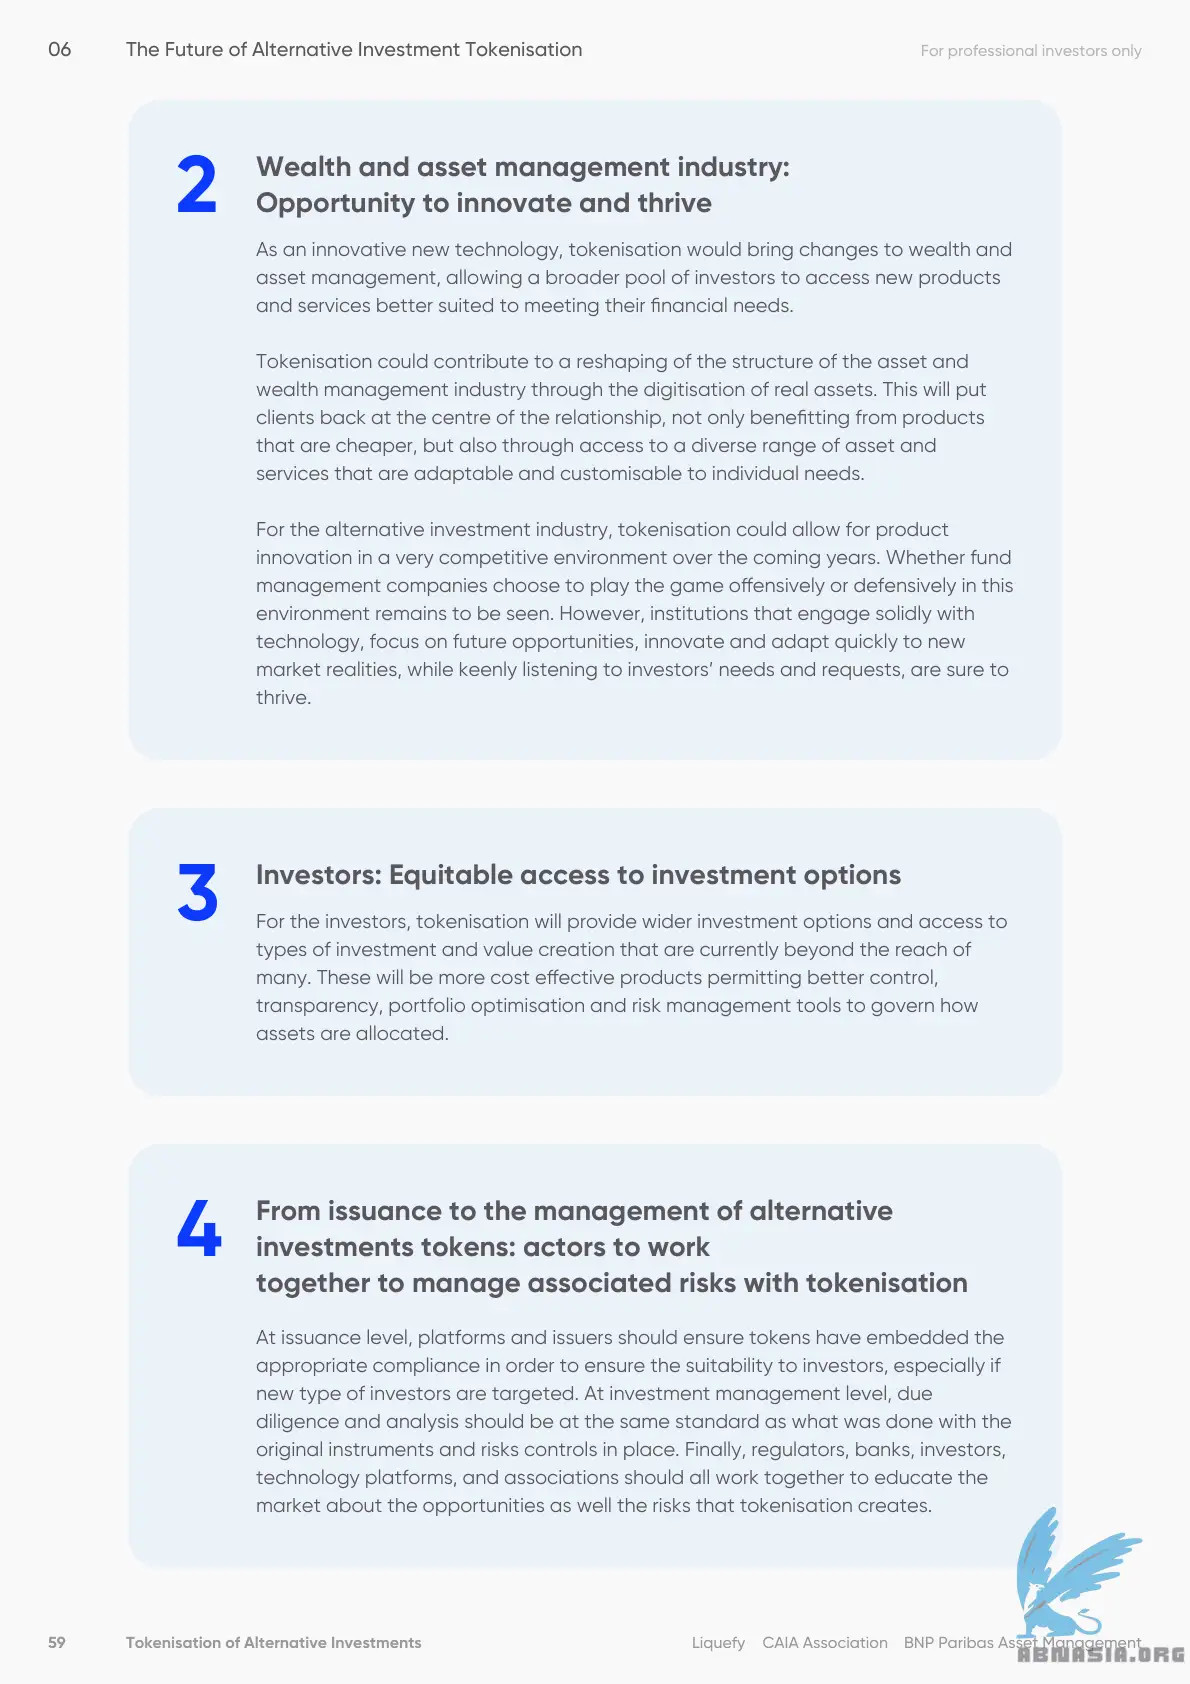 06 The Future of Alternative Investment Tokenisation For professional investors only
2 Wealth and asset management industry:
Opportunity to innovate and thrive
As an innovative new technology, tokenisation would bring changes to wealth and
asset management, allowing a broader pool of investors to access new products
and services better suited to meeting their financial needs.
Tokenisation could contribute to a reshaping of the structure of the asset and
wealth management industry through the digitisation of real assets. This will put
clients back at the centre of the relationship, not only benefitting from products
that are cheaper, but also through access to a diverse range of asset and
services that are adaptable and customisable to individual needs.
For the alternative investment industry, tokenisation could allow for product
innovation in a very competitive environment over the coming years. Whether fund
management companies choose to play the game offensively or defensively in this
environment remains to be seen. However, institutions that engage solidly with
technology, focus on future opportunities, innovate and adapt quickly to new
market realities, while keenly listening to investors’ needs and requests, are sure to
thrive.
3 Investors: Equitable access to investment options
For the investors, tokenisation will provide wider investment options and access to
types of investment and value creation that are currently beyond the reach of
many. These will be more cost effective products permitting better control,
transparency, portfolio optimisation and risk management tools to govern how
assets are allocated.
4 From issuance to the management of alternative
investments tokens: actors to work
together to manage associated risks with tokenisation
At issuance level, platforms and issuers should ensure tokens have embedded the
appropriate compliance in order to ensure the suitability to investors, especially if
new type of investors are targeted. At investment management level, due
diligence and analysis should be at the same standard as what was done with the
original instruments and risks controls in place. Finally, regulators, banks, investors,
technology platforms, and associations should all work together to educate the
market about the opportunities as well the risks that tokenisation creates.
59 Tokenisation of Alternative Investments Liquefy CAIA Association BNP Paribas Asset Management
ABNASIA.ORG